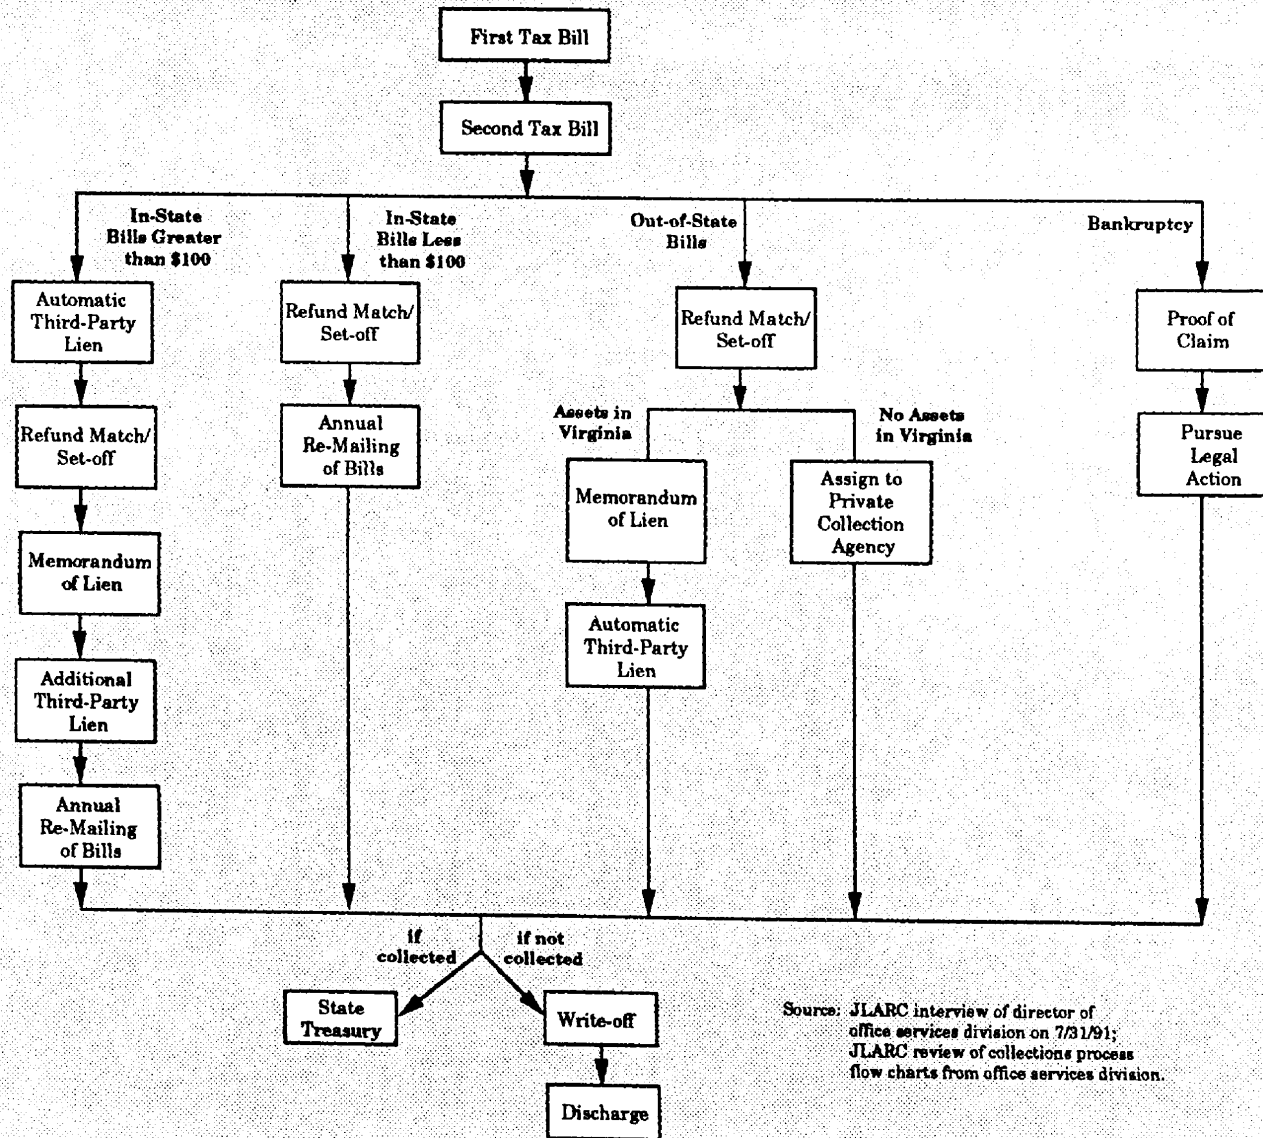 First Tax Bill
Second Tax Bill
In-State
Bills Greater
than $100
In-State
Bills Less
than $100
Out-of-State
Bills
Bankruptcy
Automatic
Third-Party
Lien
Refund Match/
Set-off
Memorandum
of Lien
Additional
Third-Party
Lien
Annual
Re-Mailing
of Bills
Refund Match/
Set-off
Annual
Re-Mailing
of Bills
Refund Match/
Set-off
Assets in
Virginia
No Assets
in Virginia
Memorandum
of Lien
Automatic
Third-Party
Lien
Assign to
Private
Collection
Agency
Proof of
Claim
Pursue
Legal
Action
if
collected
if not
collected
State
Treasury
Write-off
Discharge
Source: JLARC interview of director of
office services division on 7/31/91;
JLARC review of collections process
flow charts from office services division.